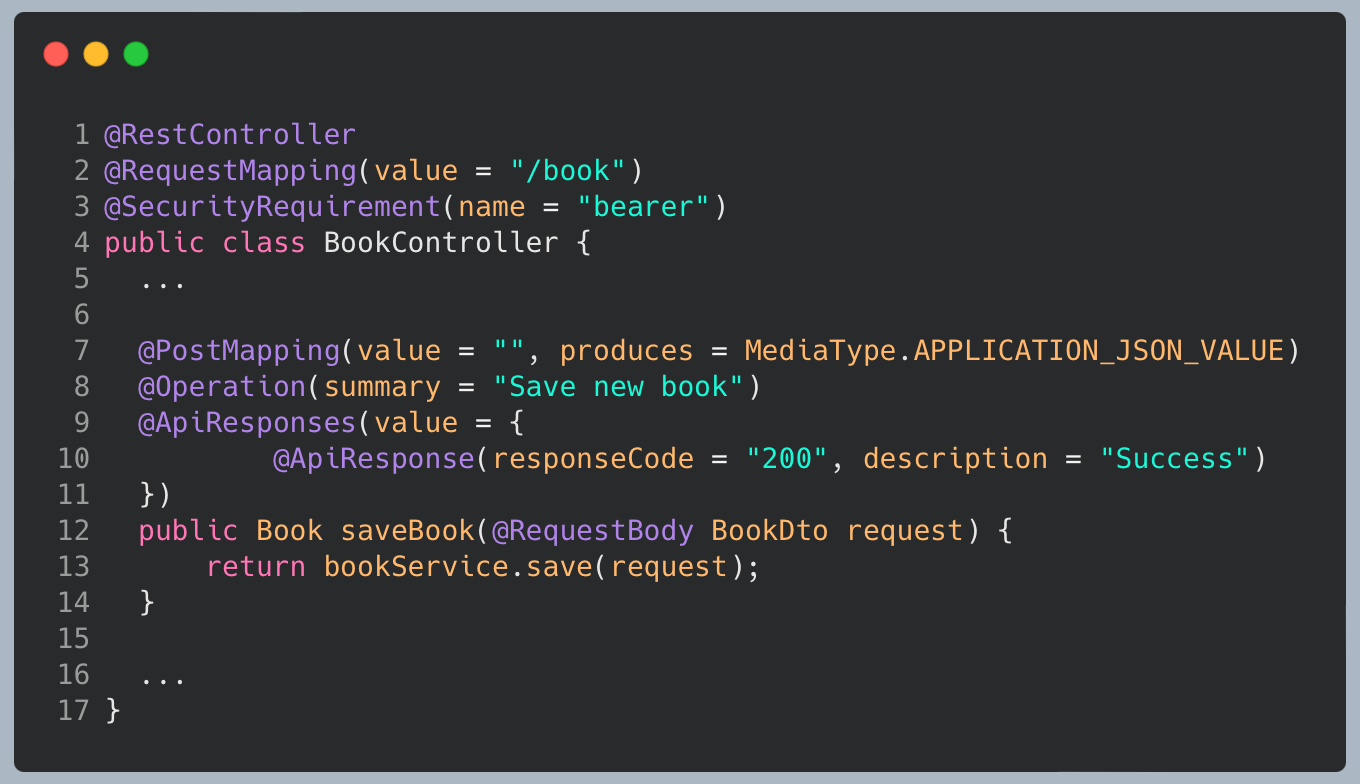 1 @RestController
2 @RequestMapping(value = "/book")
3 @SecurityRequirement(name = "bearer")
4 public class BookController {
5   ...
6
7   @PostMapping(value = "", produces = MediaType.APPLICATION_JSON_VALUE)
8   @Operation(summary = "Save new book")
9   @ApiResponses(value = {
10           @ApiResponse(responseCode = "200", description = "Success")
11   })
12   public Book saveBook(@RequestBody BookDto request) {
13       return bookService.save(request);
14   }
15
16   ...
17 }